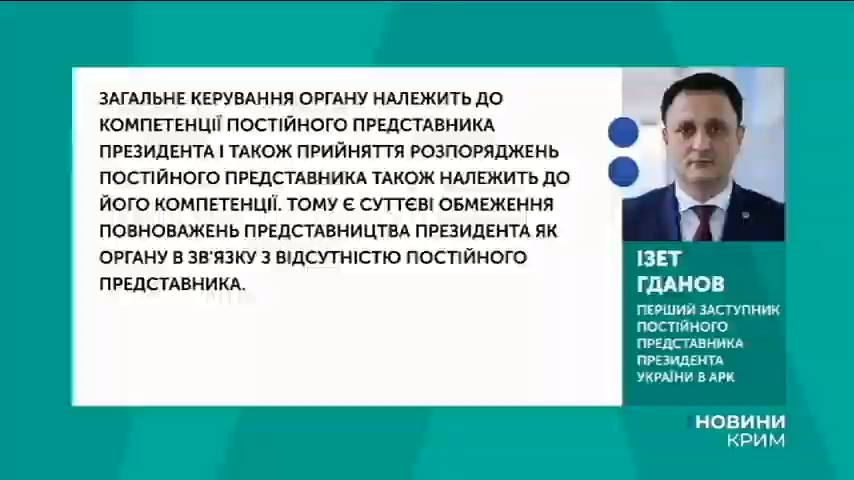 ЗАГАЛЬНЕ КЕРУВАННЯ ОРГАНУ НАЛЕЖИТЬ ДО
КОМПЕТЕНЦІЇ ПОСТІЙНОГО ПРЕДСТАВНИКА
ПРЕЗИДЕНТА І ТАКОЖ ПРИЙНЯТТЯ РОЗПОРЯДЖЕНЬ
ПОСТІЙНОГО ПРЕДСТАВНИКА ТАКОЖ НАЛЕЖИТЬ ДО
ЙОГО КОМПЕТЕНЦІЇ. ТОМУ Є СУТТЄВІ ОБМЕЖЕННЯ
ПОВНОВАЖЕНЬ ПРЕДСТАВНИЦТВА ПРЕЗИДЕНТА ЯК
ОРГАНУ В ЗВ'ЯЗКУ З ВІДСУТНІСТЮ ПОСТІЙНОГО
ПРЕДСТАВНИКА.
ІЗЕТ
ГДАНОВ
ПЕРШИЙ ЗАСТУПНИК
ПОСТІЙНОГО
ПРЕДСТАВНИКА
ПРЕЗИДЕНТА
УКРАЇНИ В АРК
НОВИНИ
КРИМ